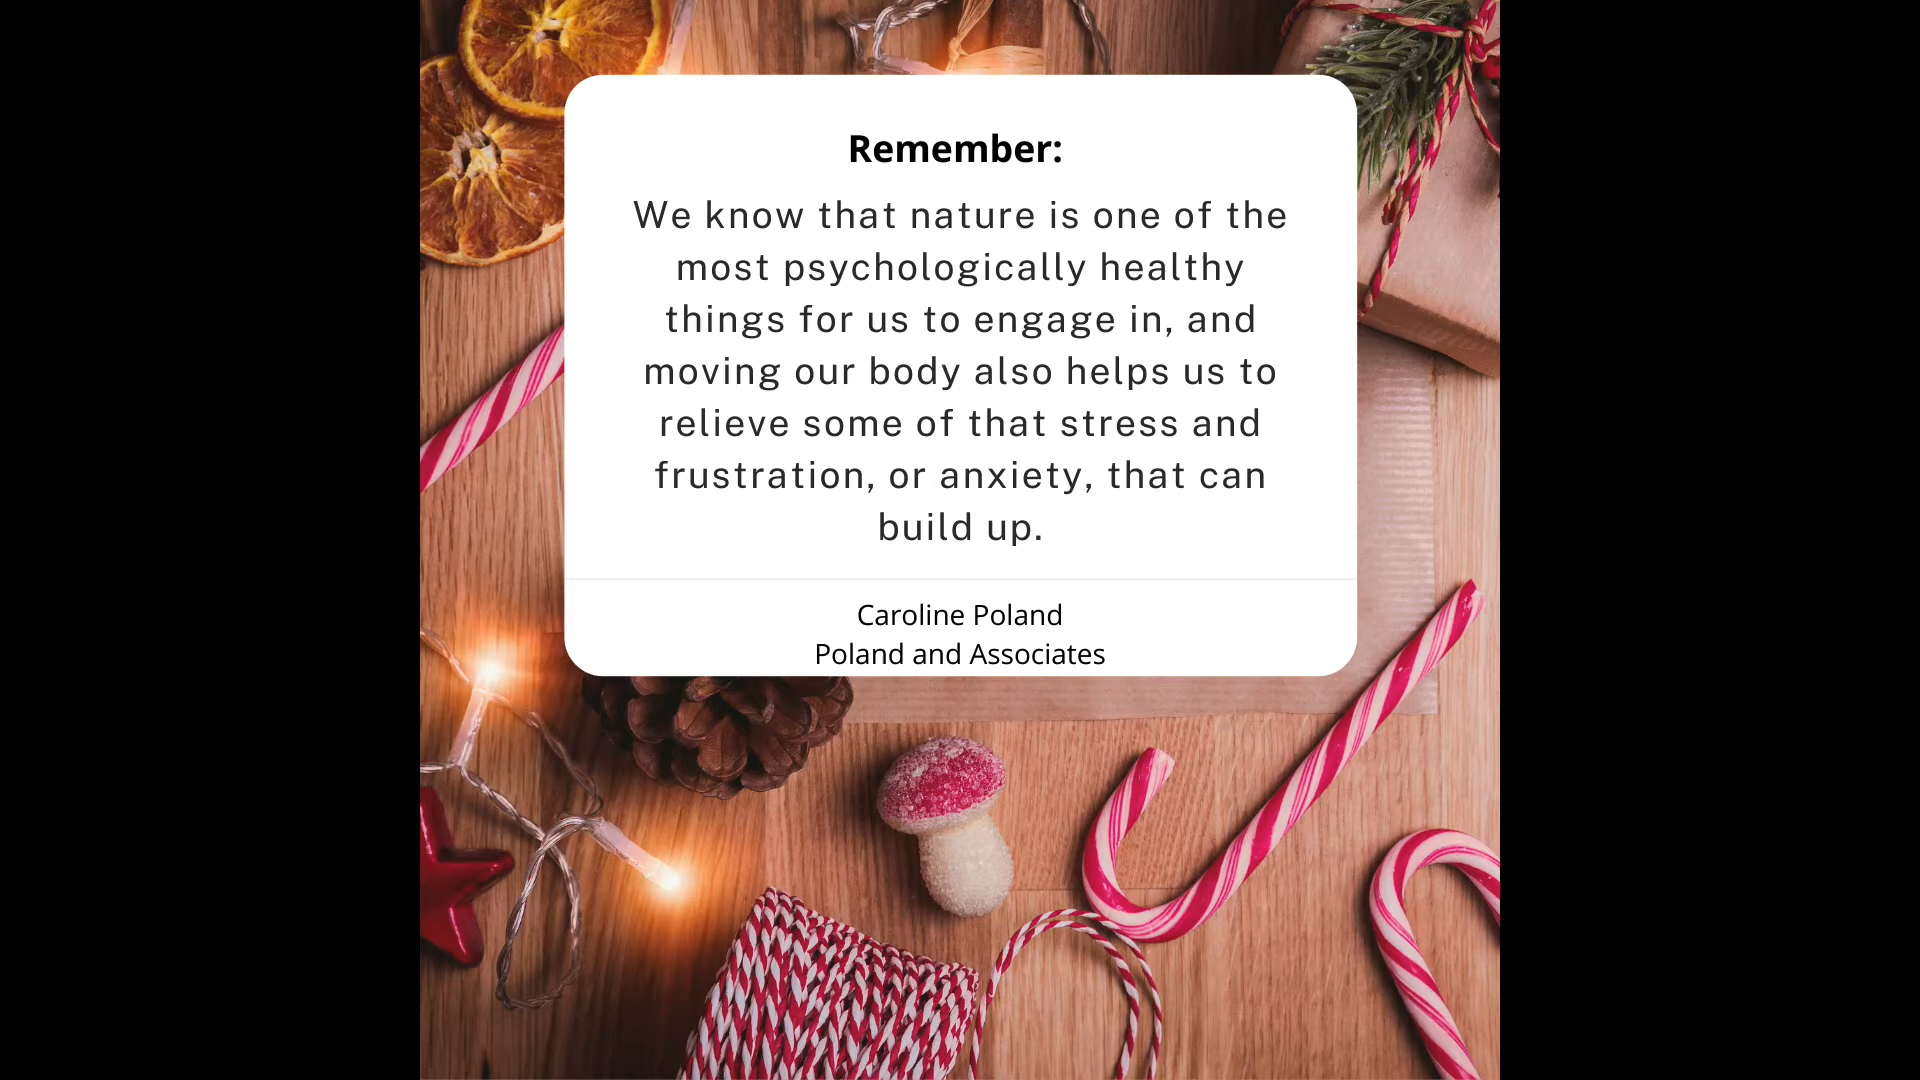 Remember:
We know that nature is one of the
most psychologically healthy
things for us to engage in, and
moving our body also helps us to
relieve some of that stress and
frustration, or anxiety, that can
build up.
Caroline Poland
Poland and Associates